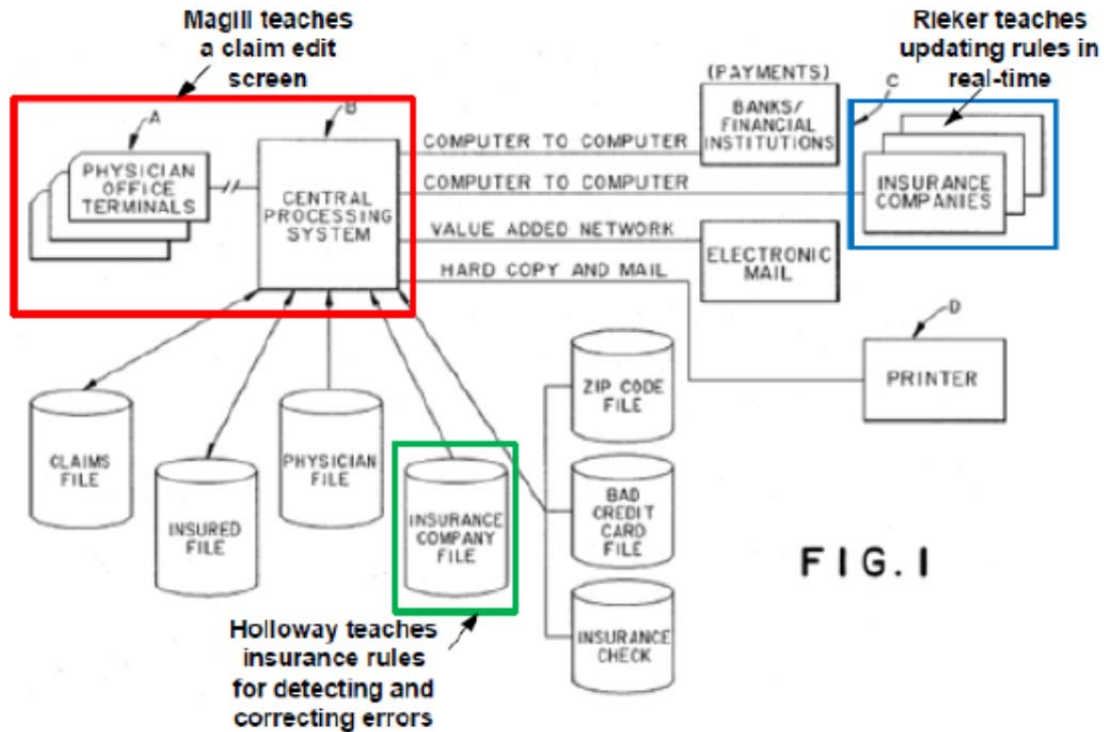 Magill teaches
a claim edit
screen
Rieker teaches
updating rules in
real-time
A
B
C
(PAYMENTS)
BANKS/
FINANCIAL
INSTITUTIONS
PHYSICIAN
OFFICE
TERMINALS
CENTRAL
PROCESSING
SYSTEM
COMPUTER TO COMPUTER
COMPUTER TO COMPUTER
INSURANCE
COMPANIES
VALUE ADDED NETWORK
ELECTRONIC
MAIL
HARD COPY AND MAIL
D
PRINTER
ZIP CODE
FILE
CLAIMS
FILE
INSURED
FILE
PHYSICIAN
FILE
INSURANCE
COMPANY
FILE
BAD
CREDIT
CARD
FILE
INSURANCE
CHECK
FIG. 1
Holloway teaches
insurance rules
for detecting and
correcting errors